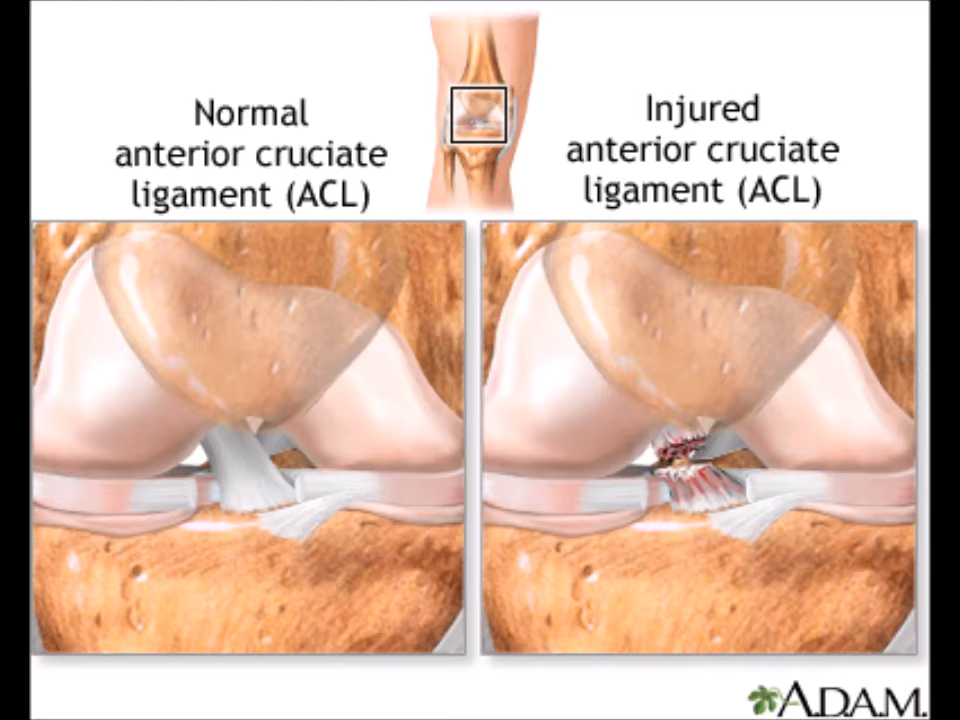 Normal
anterior cruciate
ligament (ACL)
Injured
anterior cruciate
ligament (ACL)
A.D.A.M.